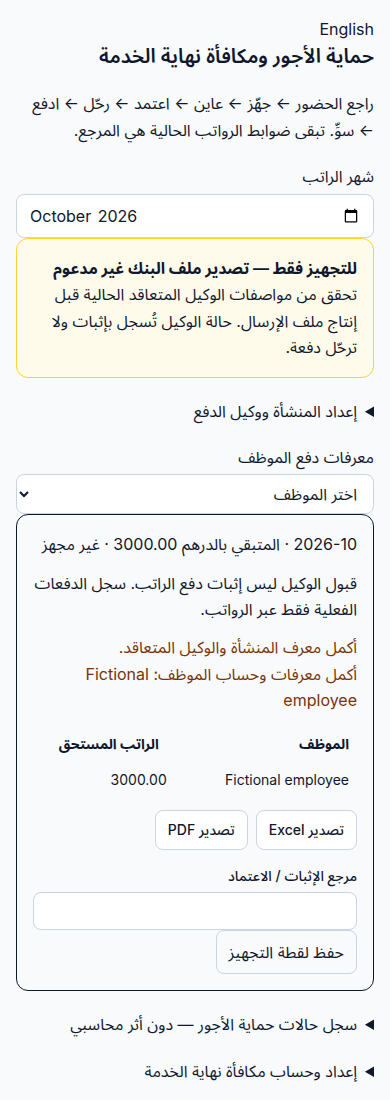 English
حماية الأجور ومكافأة نهاية الخدمة
راجع الحضور ← جهّز ← عاين ← اعتمد ← رحّل ← ادفع
← سوِّ. تبقى ضوابط الرواتب الحالية هي المرجع.
شهر الراتب
October 2026
للتجهيز فقط — تصدير ملف البنك غير مدعوم
تحقق من مواصفات الوكيل المتعاقد الحالية قبل
إنتاج ملف الإرسال. حالة الوكيل تُسجل بإثبات ولا
ترحّل دفعة.
إعداد المنشأة ووكيل الدفع
معرفات دفع الموظف
اختر الموظف
2026-10 · المتبقي بالدرهم 3000.00 · غير مجهز
قبول الوكيل ليس إثبات دفع الراتب. سجل الدفعات
الفعلية فقط عبر الرواتب.
أكمل معرف المنشأة والوكيل المتعاقد.
أكمل معرفات وحساب الموظف: Fictional
employee
الموظف الراتب المستحق
Fictional employee 3000.00
تصدير Excel تصدير PDF
مرجع الإثبات / الاعتماد
حفظ لقطة التجهيز
سجل حالات حماية الأجور — دون أثر محاسبي
إعداد وحساب مكافأة نهاية الخدمة